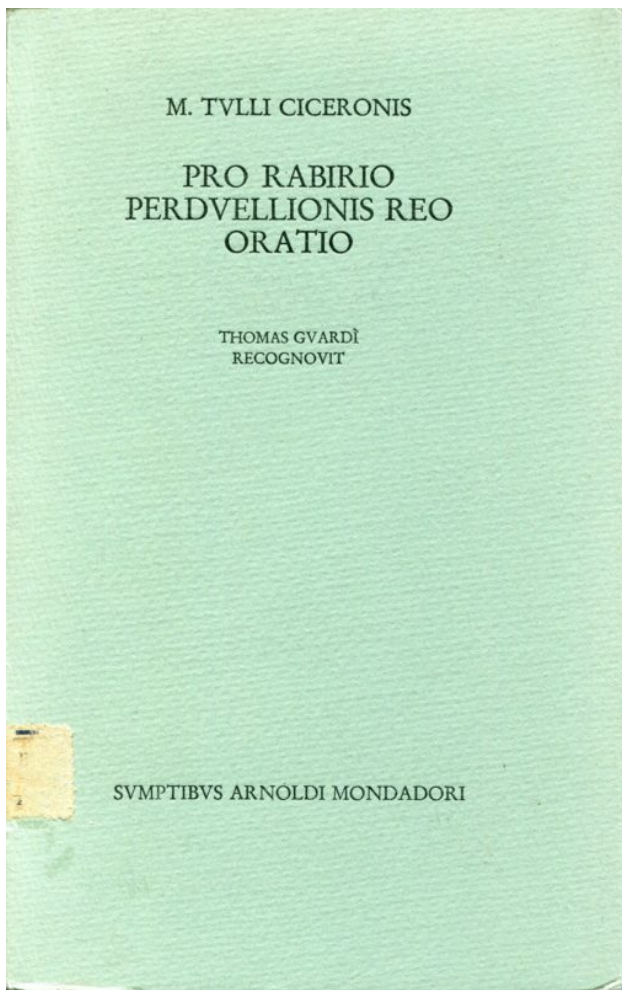 M. TVLLI CICERONIS
PRO RABIRIO
PERDVELLIONIS REO
ORATIO
THOMAS GVARDÌ
RECOGNOVIT
SVMPTIBVS ARNOLDI MONDADORI